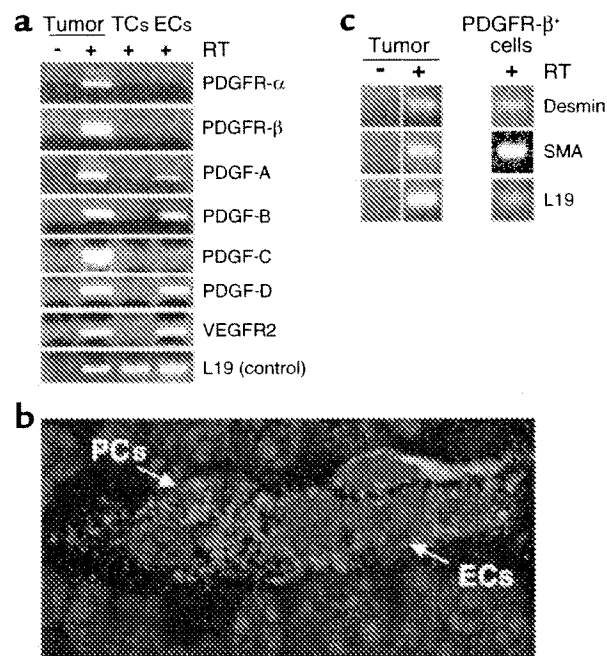 a
Tumor TCs ECs
- + + + RT
PDGFR-α
PDGFR-β
PDGF-A
PDGF-B
PDGF-C
PDGF-D
VEGFR2
L19 (control)
c
PDGFR-β+
Tumor cells
- + + RT
Desmin
SMA
L19
b
PCs
ECs